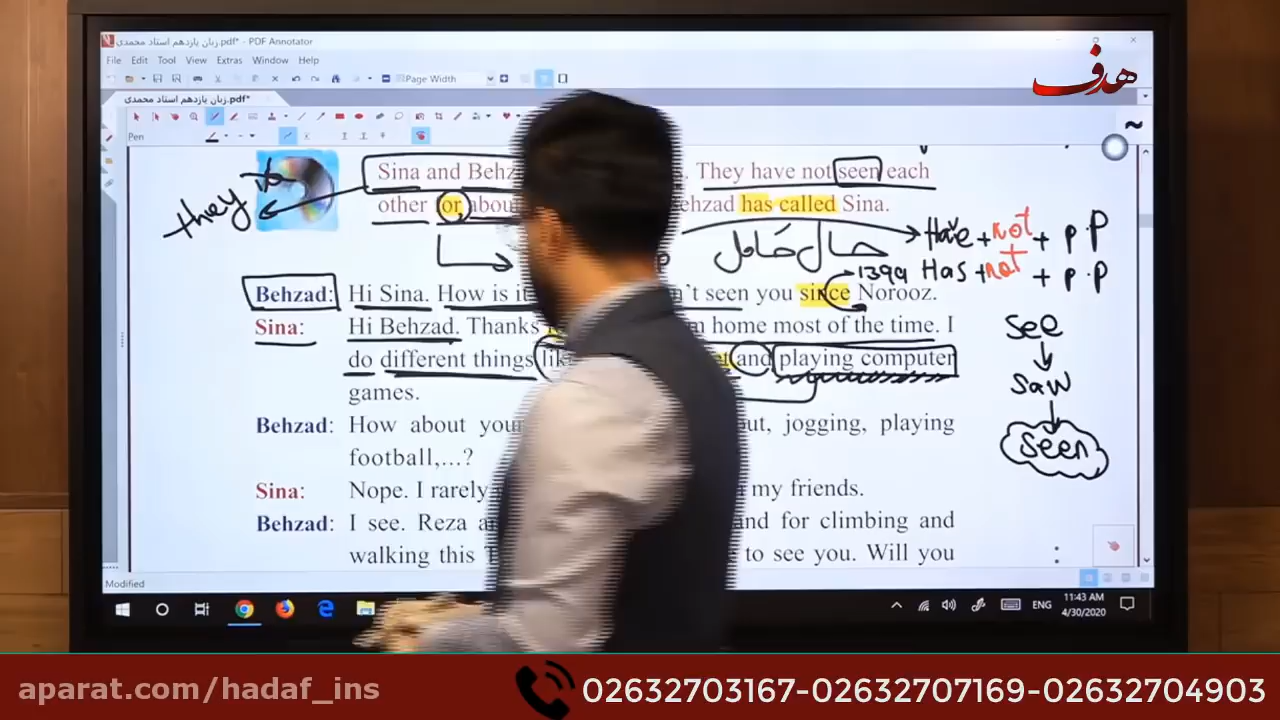 زبان یازدهم استاد محمدی.pdf* - PDF Annotator
هدف
File Edit Tool View Extras Window Help
Page Width
زبان یازدهم استاد محمدی.pdf*
Pen
Sina and Behz They have not seen each
they
other for abou ehzad has called Sina.
Have + not + p.p
حال کامل
1399 Has + not + p.p
Behzad: Hi Sina. How is it n't seen you since Norooz.
Sina: Hi Behzad. Thanks m home most of the time. I
see
do different things lik and playing computer
saw
games.
Behzad: How about you ut, jogging, playing
seen
football,...?
Sina: Nope. I rarely my friends.
Behzad: I see. Reza a and for climbing and
walking this to see you. Will you
Modified
ENG 11:43 AM
4/30/2020
aparat.com/hadaf_ins 02632703167-02632707169-02632704903